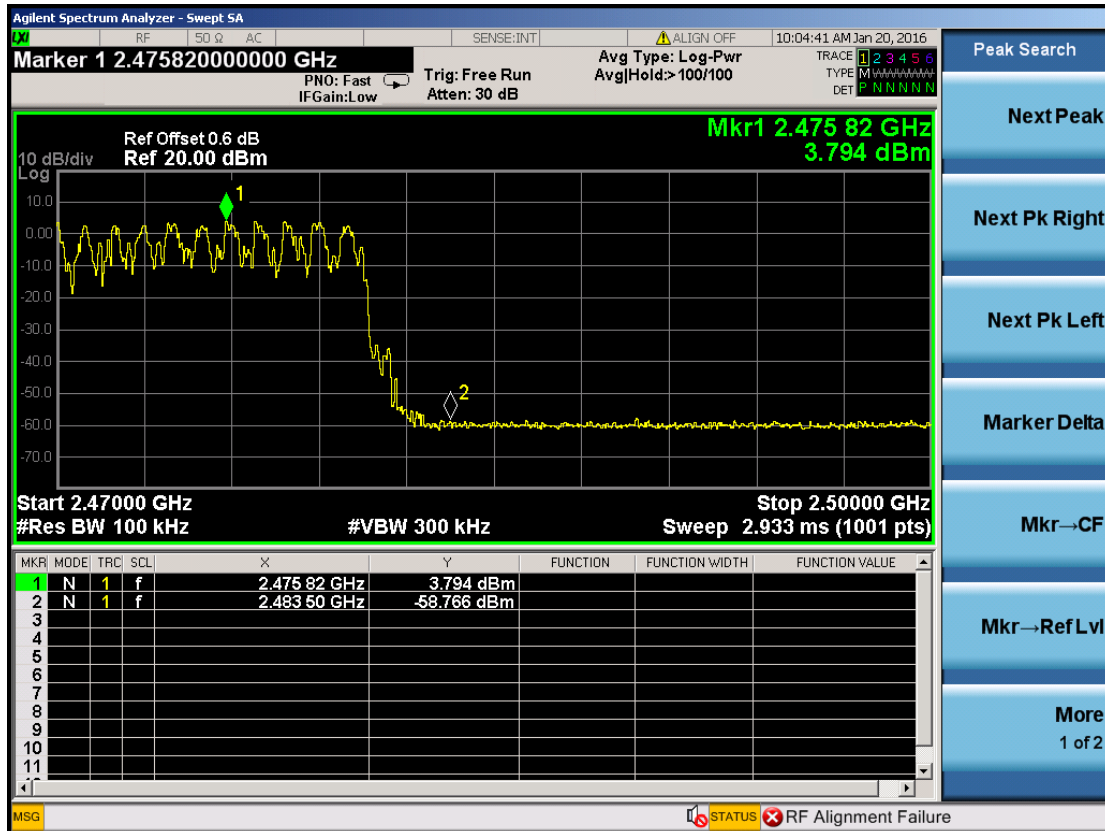 Agilent Spectrum Analyzer - Swept SA
LXI RF 50 Ω AC SENSE:INT ALIGN OFF 10:04:41 AM Jan 20, 2016
Marker 1 2.475820000000 GHz
PNO: Fast
IFGain:Low
Trig: Free Run
Atten: 30 dB
Avg Type: Log-Pwr
Avg|Hold:> 100/100
TRACE 1 2 3 4 5 6
TYPE M WWWWW
DET P N N N N N
Peak Search
Next Peak
Next Pk Right
Next Pk Left
Marker Delta
Mkr→CF
Mkr→Ref Lvl
More
1 of 2
Mkr1 2.475 82 GHz
3.794 dBm
Ref Offset 0.6 dB
10 dB/div Ref 20.00 dBm
Log
10.0
0.00
-10.0
-20.0
-30.0
-40.0
-50.0
-60.0
-70.0
1
2
Start 2.47000 GHz Stop 2.50000 GHz
#Res BW 100 kHz #VBW 300 kHz Sweep 2.933 ms (1001 pts)
MKR MODE TRC SCL X Y FUNCTION FUNCTION WIDTH FUNCTION VALUE
1 N 1 f 2.475 82 GHz 3.794 dBm
2 N 1 f 2.483 50 GHz -58.766 dBm
3
4
5
6
7
8
9
10
11
MSG STATUS RF Alignment Failure